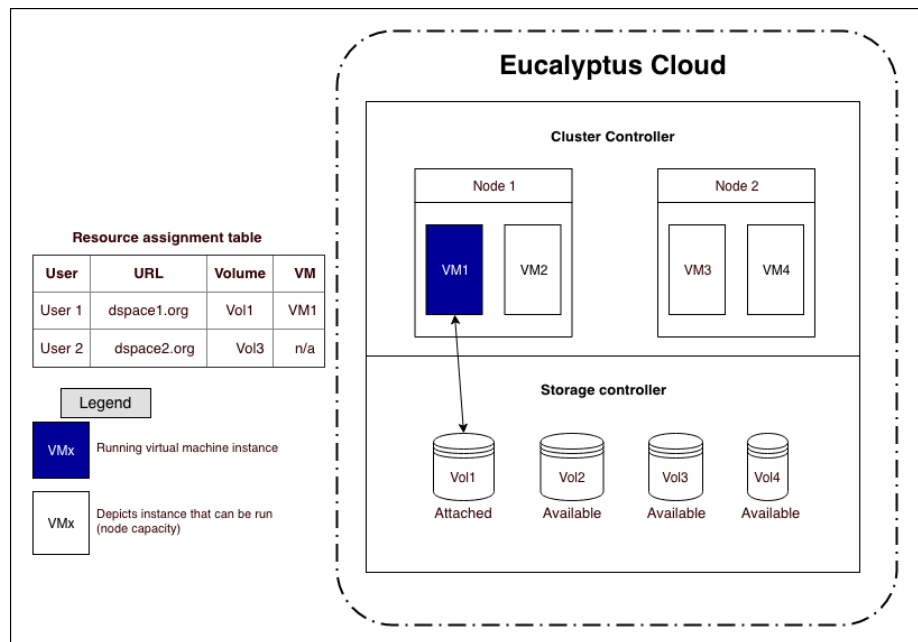 Eucalyptus Cloud
Cluster Controller
Node 1
Node 2
VM1
VM2
VM3
VM4
Resource assignment table
User URL Volume VM
User 1 dspace1.org Vol1 VM1
User 2 dspace2.org Vol3 n/a
Legend
VMx
Running virtual machine instance
VMx
Depicts instance that can be run
(node capacity)
Storage controller
Vol1
Vol2
Vol3
Vol4
Attached
Available
Available
Available